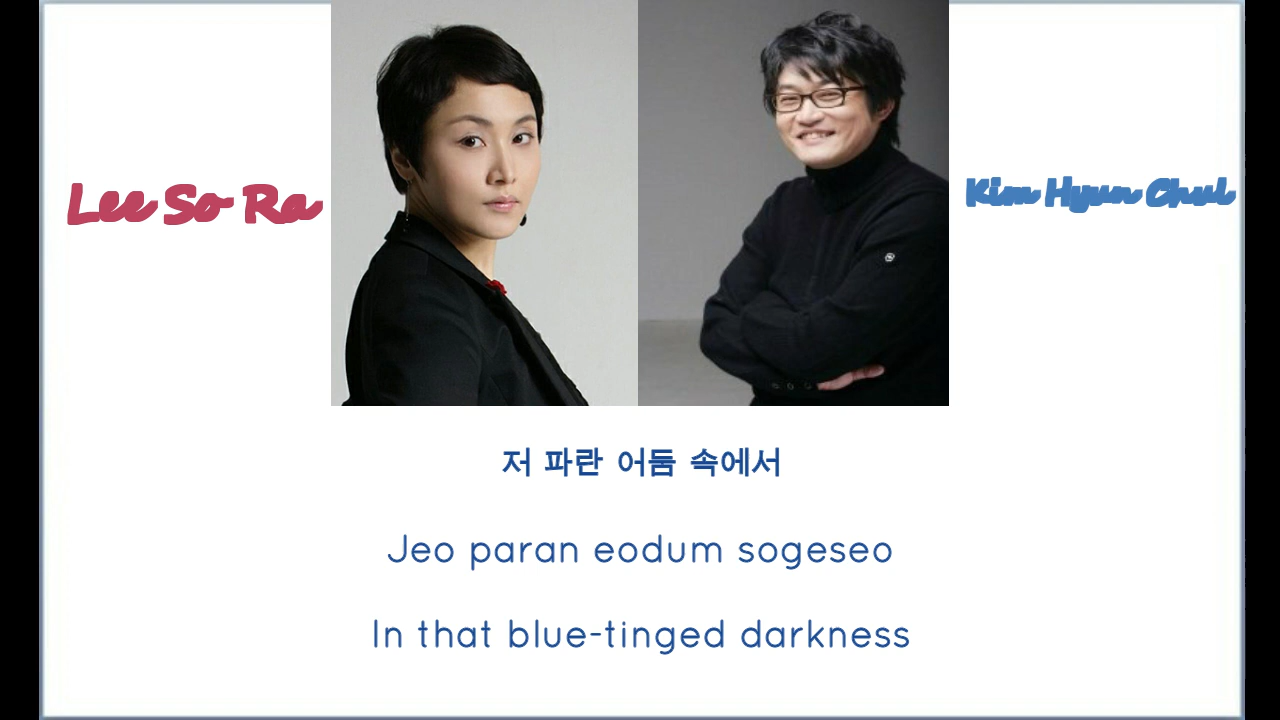 Lee So Ra
Kim Hyun Chul
저 파란 어둠 속에서
Jeo paran eodum sogeseo
In that blue-tinged darkness